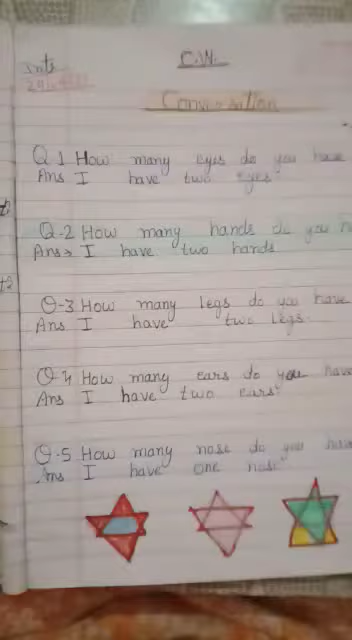 C.W.
Date
Conversation
Q 1 How many eyes do you have
Ans I have two eyes
Q-2 How many hands do you h
Ans→ I have two hands
Q-3 How many legs do you have
Ans I have two legs.
Q-4 How many ears do you have
Ans I have two ears
Q-5 How many nose do you hav
Ans I have one nose